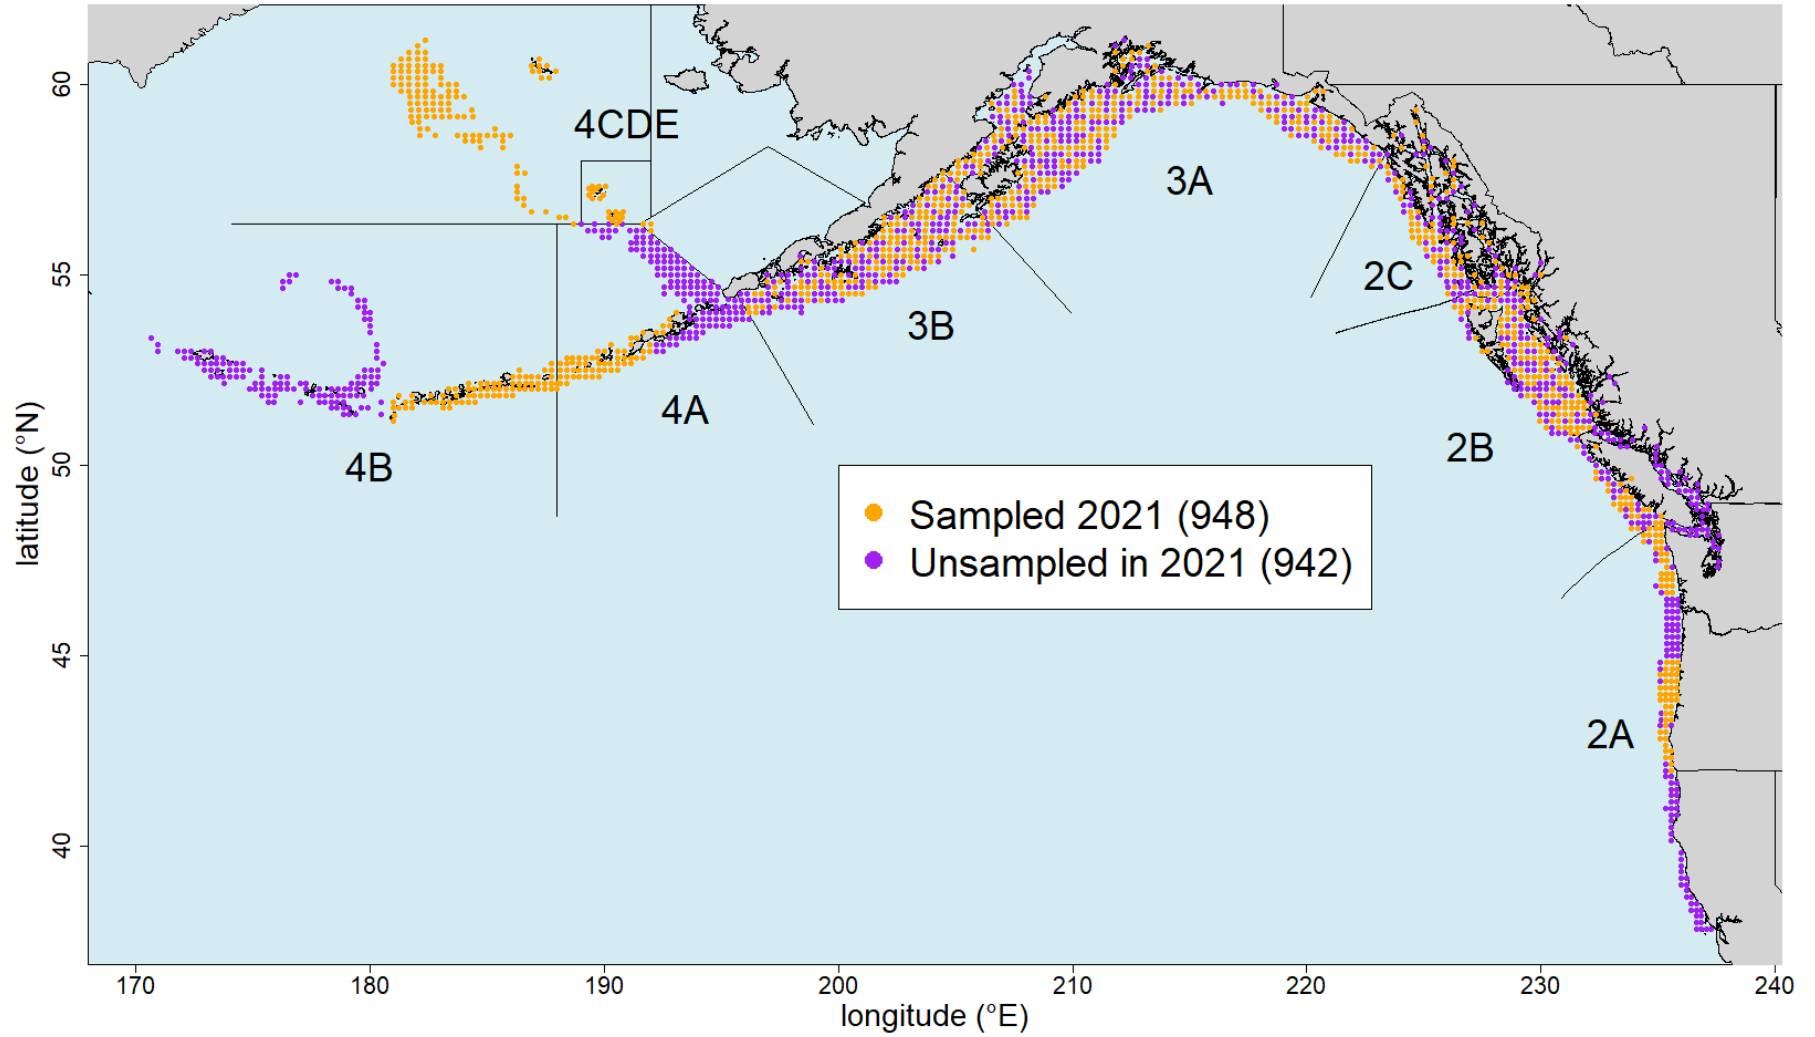 60
55
50
45
40
latitude (°N)
4CDE
3A
2C
3B
4A
4B
2B
2A
Sampled 2021 (948)
Unsampled in 2021 (942)
170
180
190
200
210
220
230
240
longitude (°E)